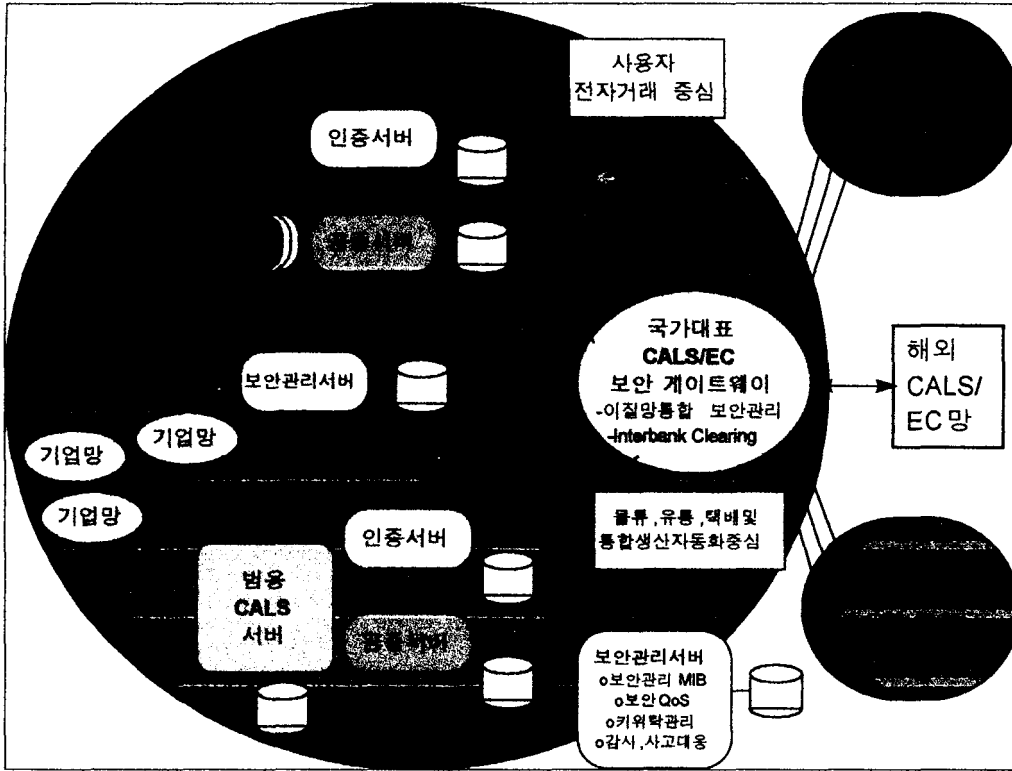 사용자
전자거래 중심
인증서버
국가대표
CALS/EC
보안 게이트웨이
-이질망통합 보안관리
-Interbank Clearing
해외
CALS/
EC망
보안관리서버
기업망
기업망
기업망
물류,유통,택배및
통합생산자동화중심
인증서버
범용
CALS
서버
보안관리서버
o보안관리 MIB
o보안QoS
o키위탁관리
o감사,사고대응